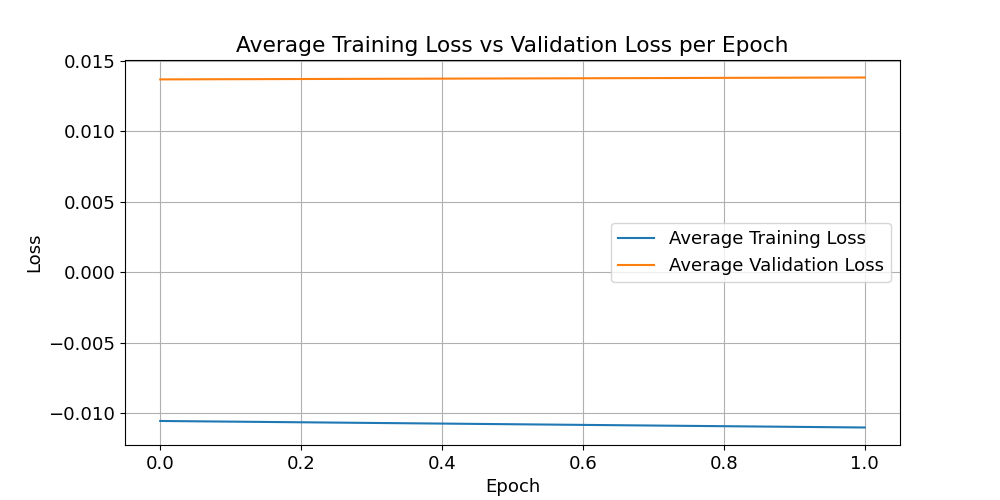 Average Training Loss vs Validation Loss per Epoch
0.015
0.010
0.005
0.000
−0.005
−0.010
Loss
Average Training Loss
Average Validation Loss
0.0 0.2 0.4 0.6 0.8 1.0
Epoch